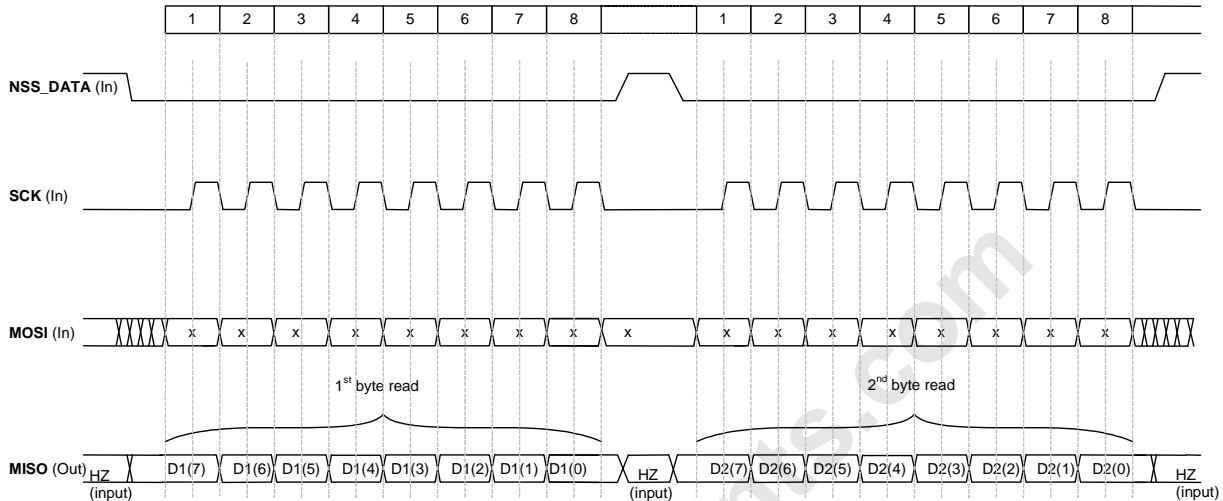 1 2 3 4 5 6 7 8 1 2 3 4 5 6 7 8
NSS_DATA (In)
SCK (In)
MOSI (In) x x x x x x x x x x x x x x x x x
1st byte read 2nd byte read
MISO (Out) HZ D1(7) D1(6) D1(5) D1(4) D1(3) D1(2) D1(1) D1(0) HZ D2(7) D2(6) D2(5) D2(4) D2(3) D2(2) D2(1) D2(0) HZ
(input) (input) (input)
nts.com